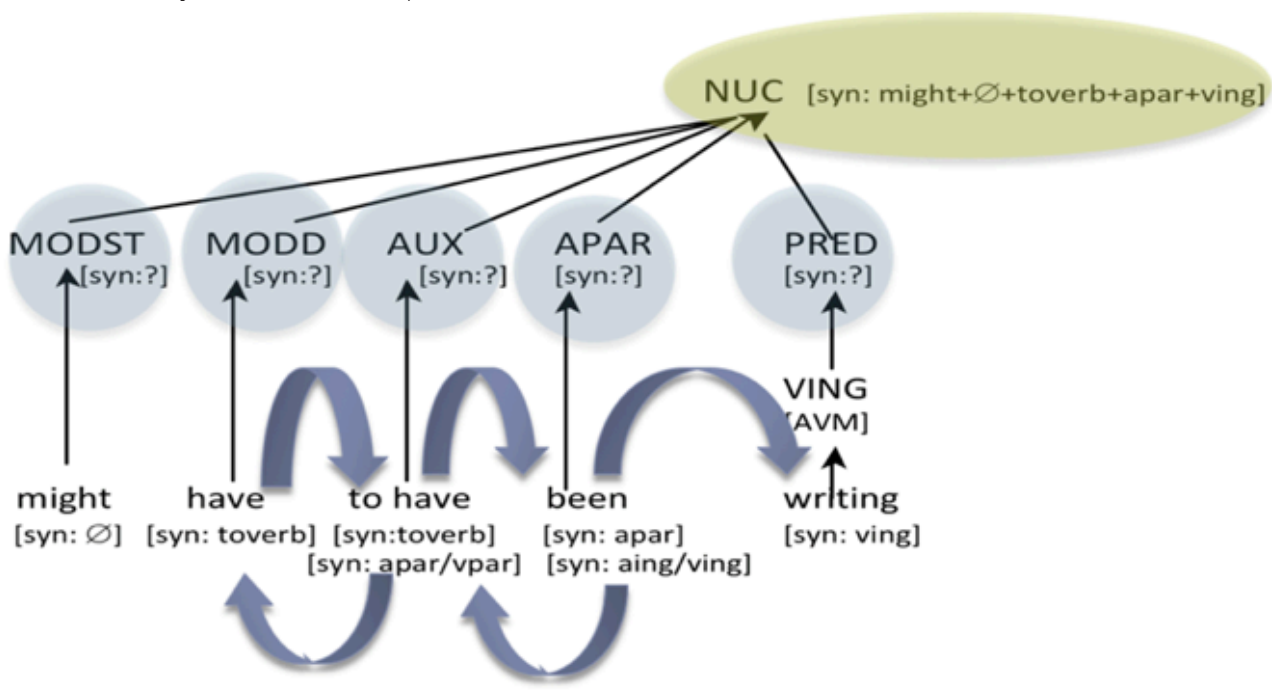 NUC [syn: might+∅+toverb+apar+ving]
MODST MODD AUX APAR PRED
[syn:?] [syn:?] [syn:?] [syn:?] [syn:?]
VING
[AVM]
might have to have been writing
[syn: ∅] [syn: toverb] [syn:toverb] [syn: apar] [syn: ving]
[syn: apar/vpar] [syn: aing/ving]